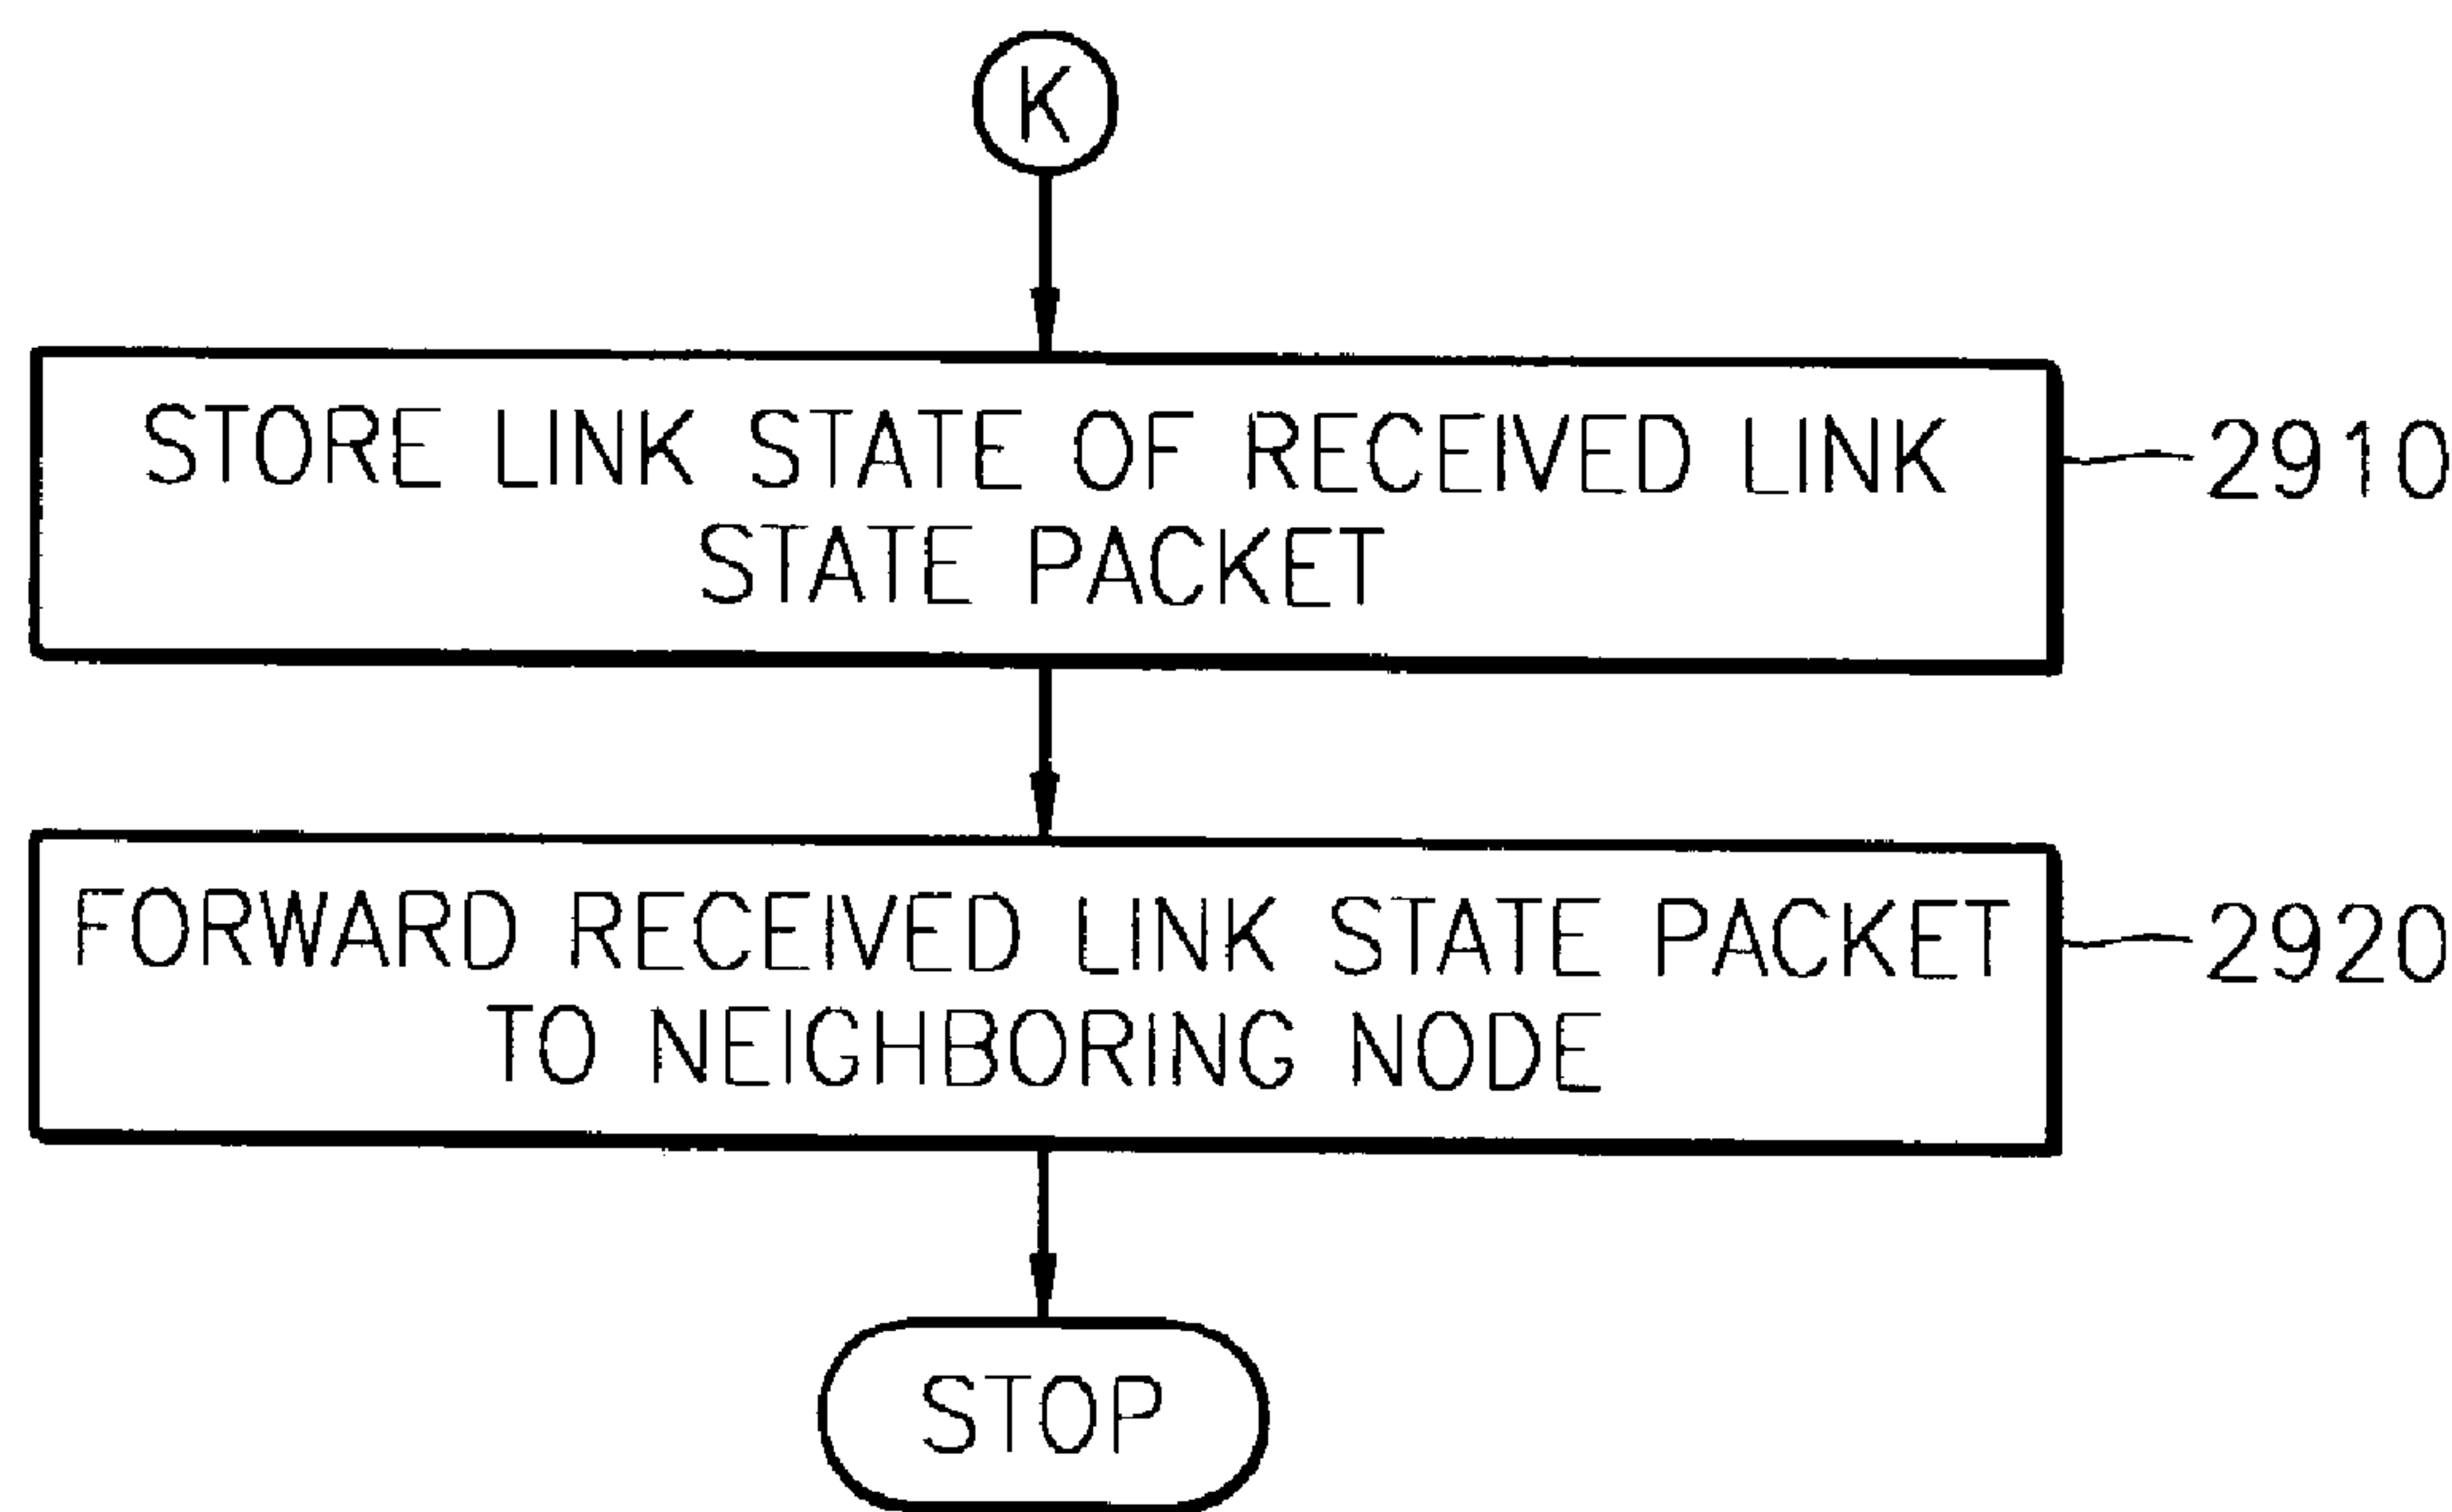 K
STORE LINK STATE OF RECEIVED LINK
STATE PACKET
2910
FORWARD RECEIVED LINK STATE PACKET
TO NEIGHBORING NODE
2920
STOP